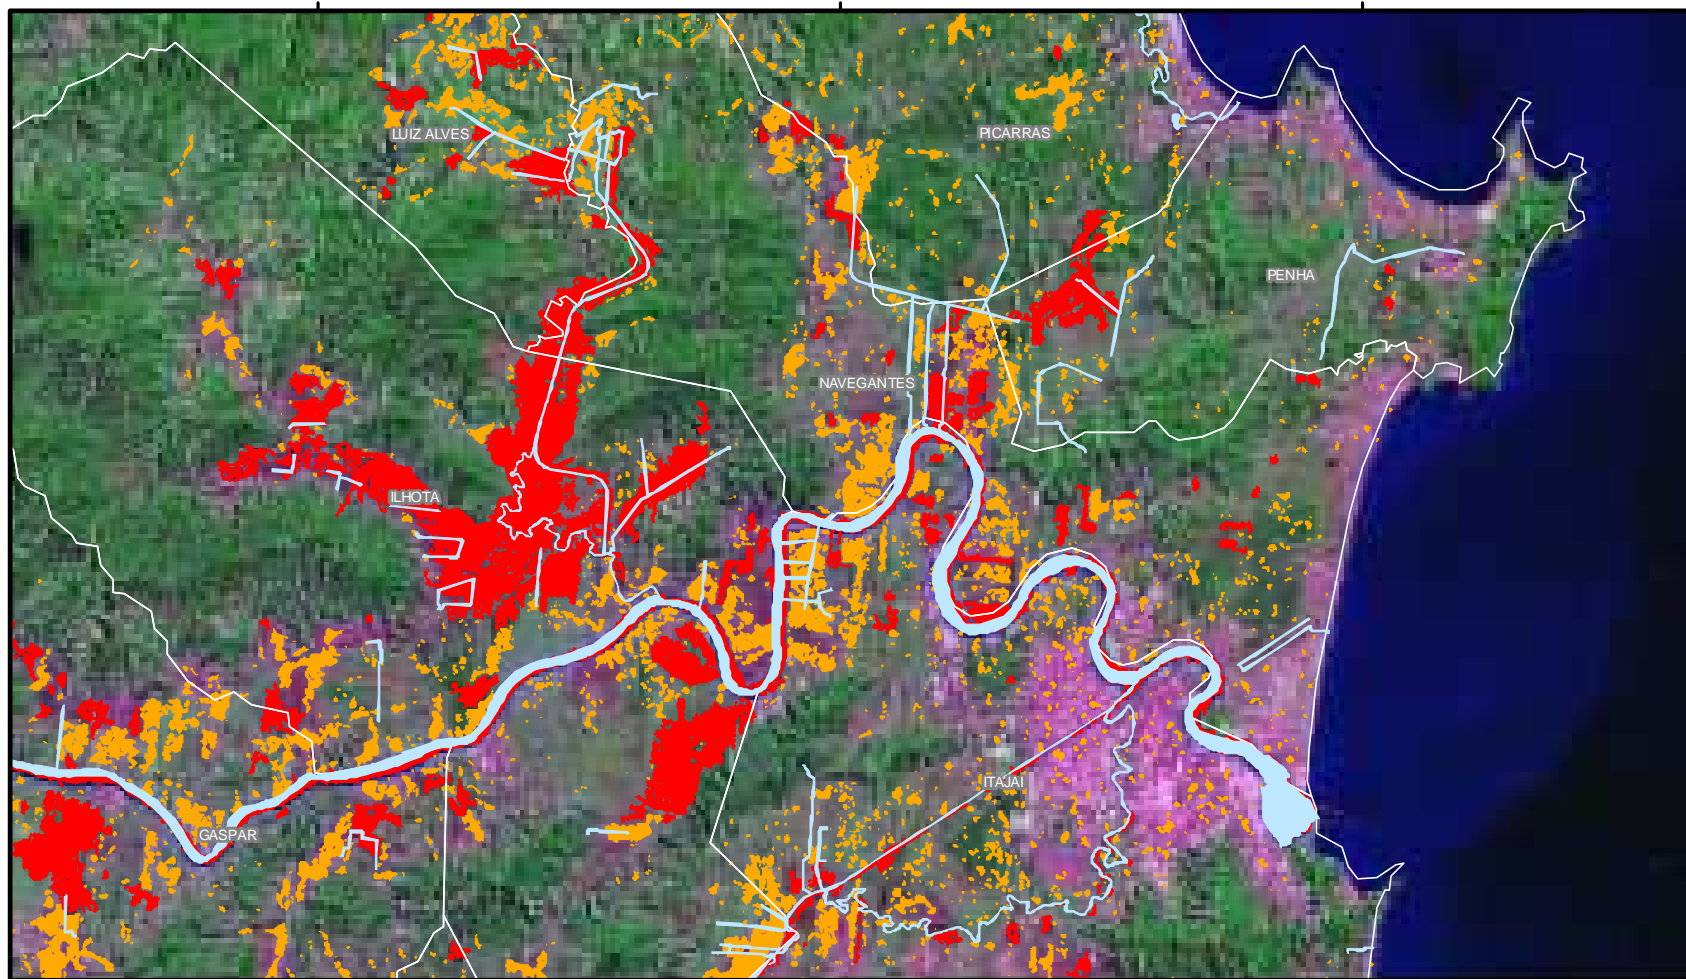 LUIZ ALVES
PICARRAS
PENHA
NAVEGANTES
ILHOTA
ITAJAI
GASPAR